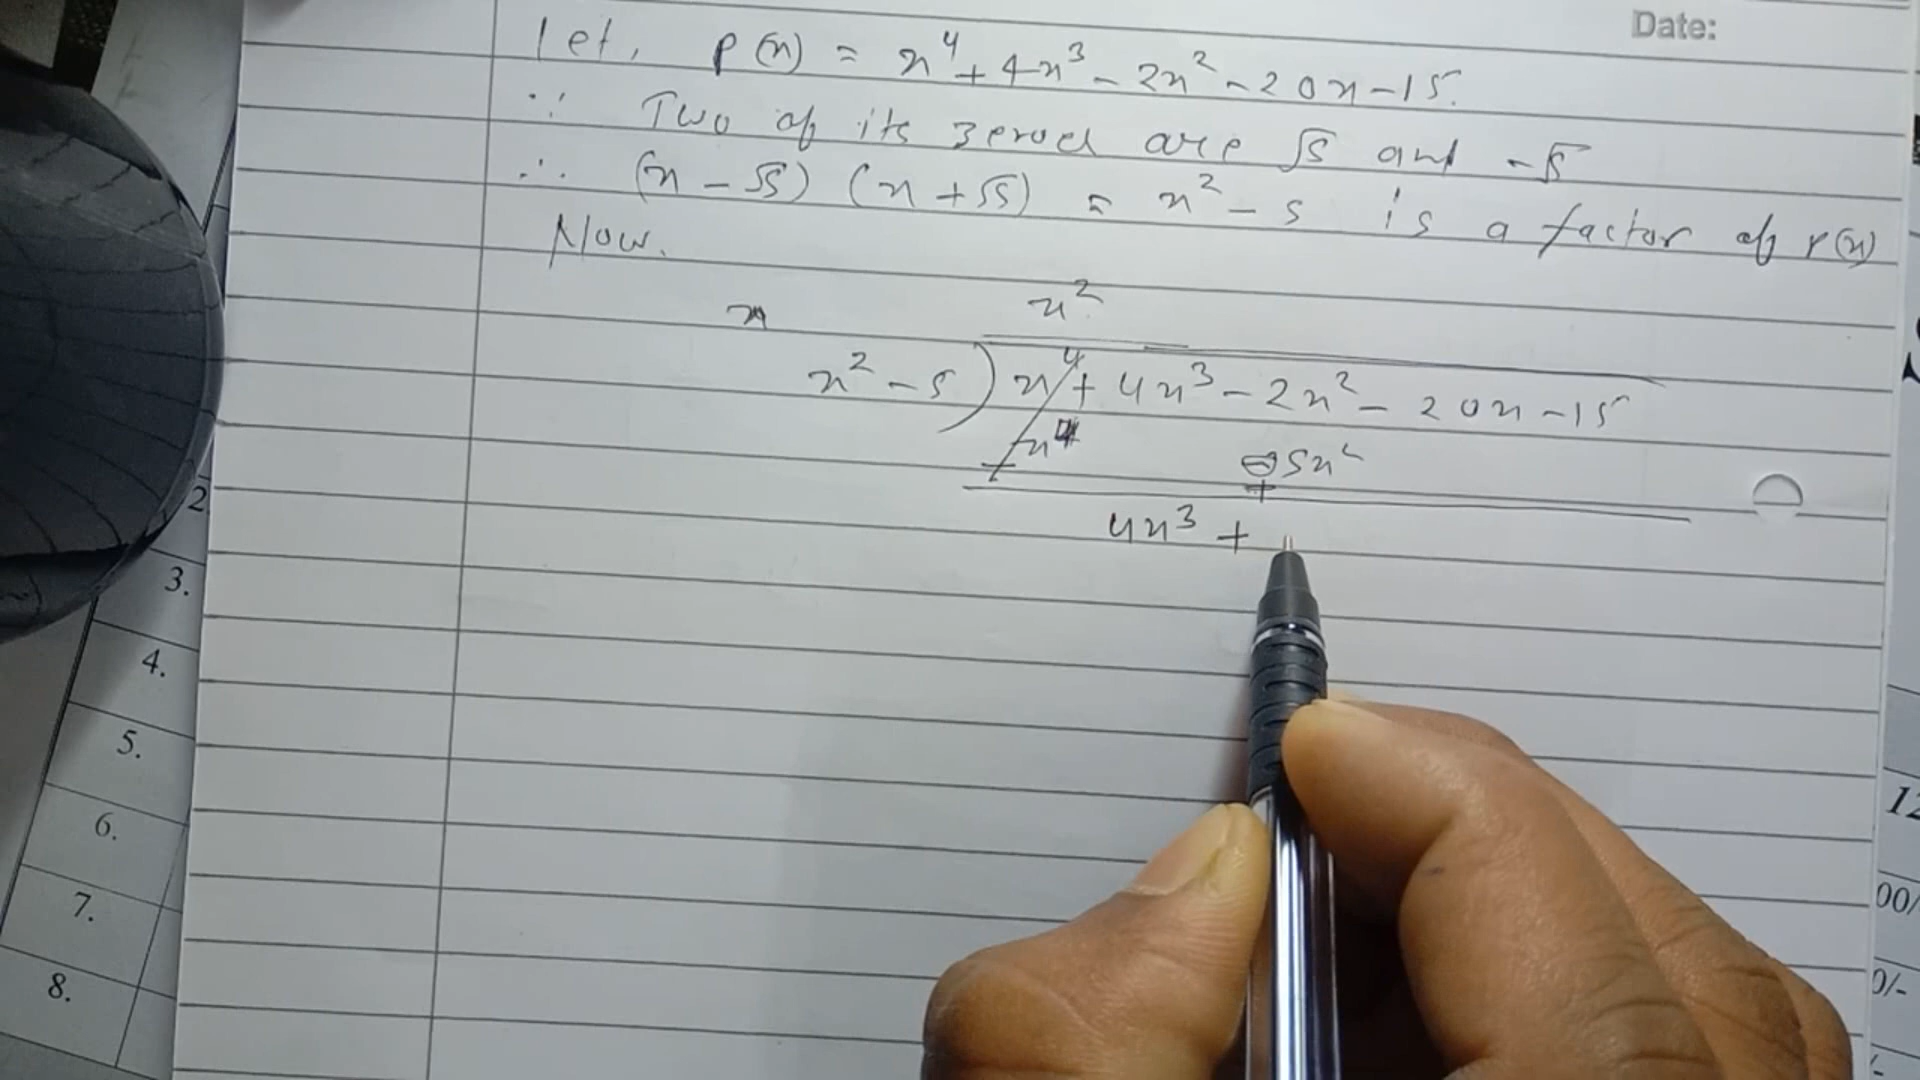 Date:
Let, p(x) = x⁴ + 4x³ - 2x² - 20x - 15.
∵ Two of its zeroes are √5 and -√5
∴ (x - √5) (x + √5) = x² - 5 is a factor of p(x)
Now.
x x²
x² - 5 ) x⁴ + 4x³ - 2x² - 20x - 15
x⁴ - 5x²
- +
4x³ +
2
3.
4.
5.
6.
7.
8.
00/
0/-